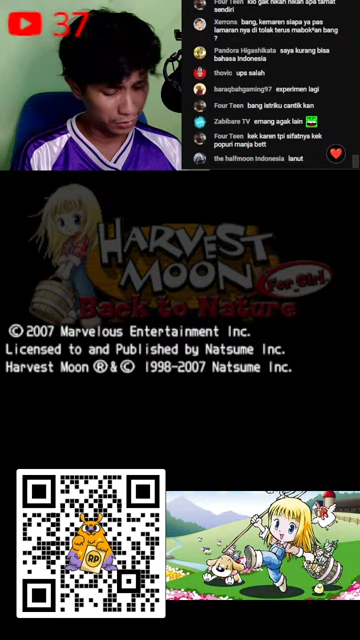 37
Four Teen klo gak nikah nikah apa tamat
sendiri
Xerrons bang, kemaren siapa ya pas
lamaran nya di tolak terus mabok*an bang
?
Pandora Higashikata saya kurang bisa
bahasa Indonesia
thovic ups salah
baraqbahgaming97 experimen lagi
Four Teen bang istriku cantik kan
Zabibare TV emang agak lain
Four Teen kek karen tpi sifatnya kek
popuri manja bett
the halfmoon Indonesia lanut
HARVEST
MOON
For Girl
Back to Nature
©2007 Marvelous Entertainment Inc.
Licensed to and Published by Natsume Inc.
Harvest Moon ®&© 1998-2007 Natsume Inc.
RP